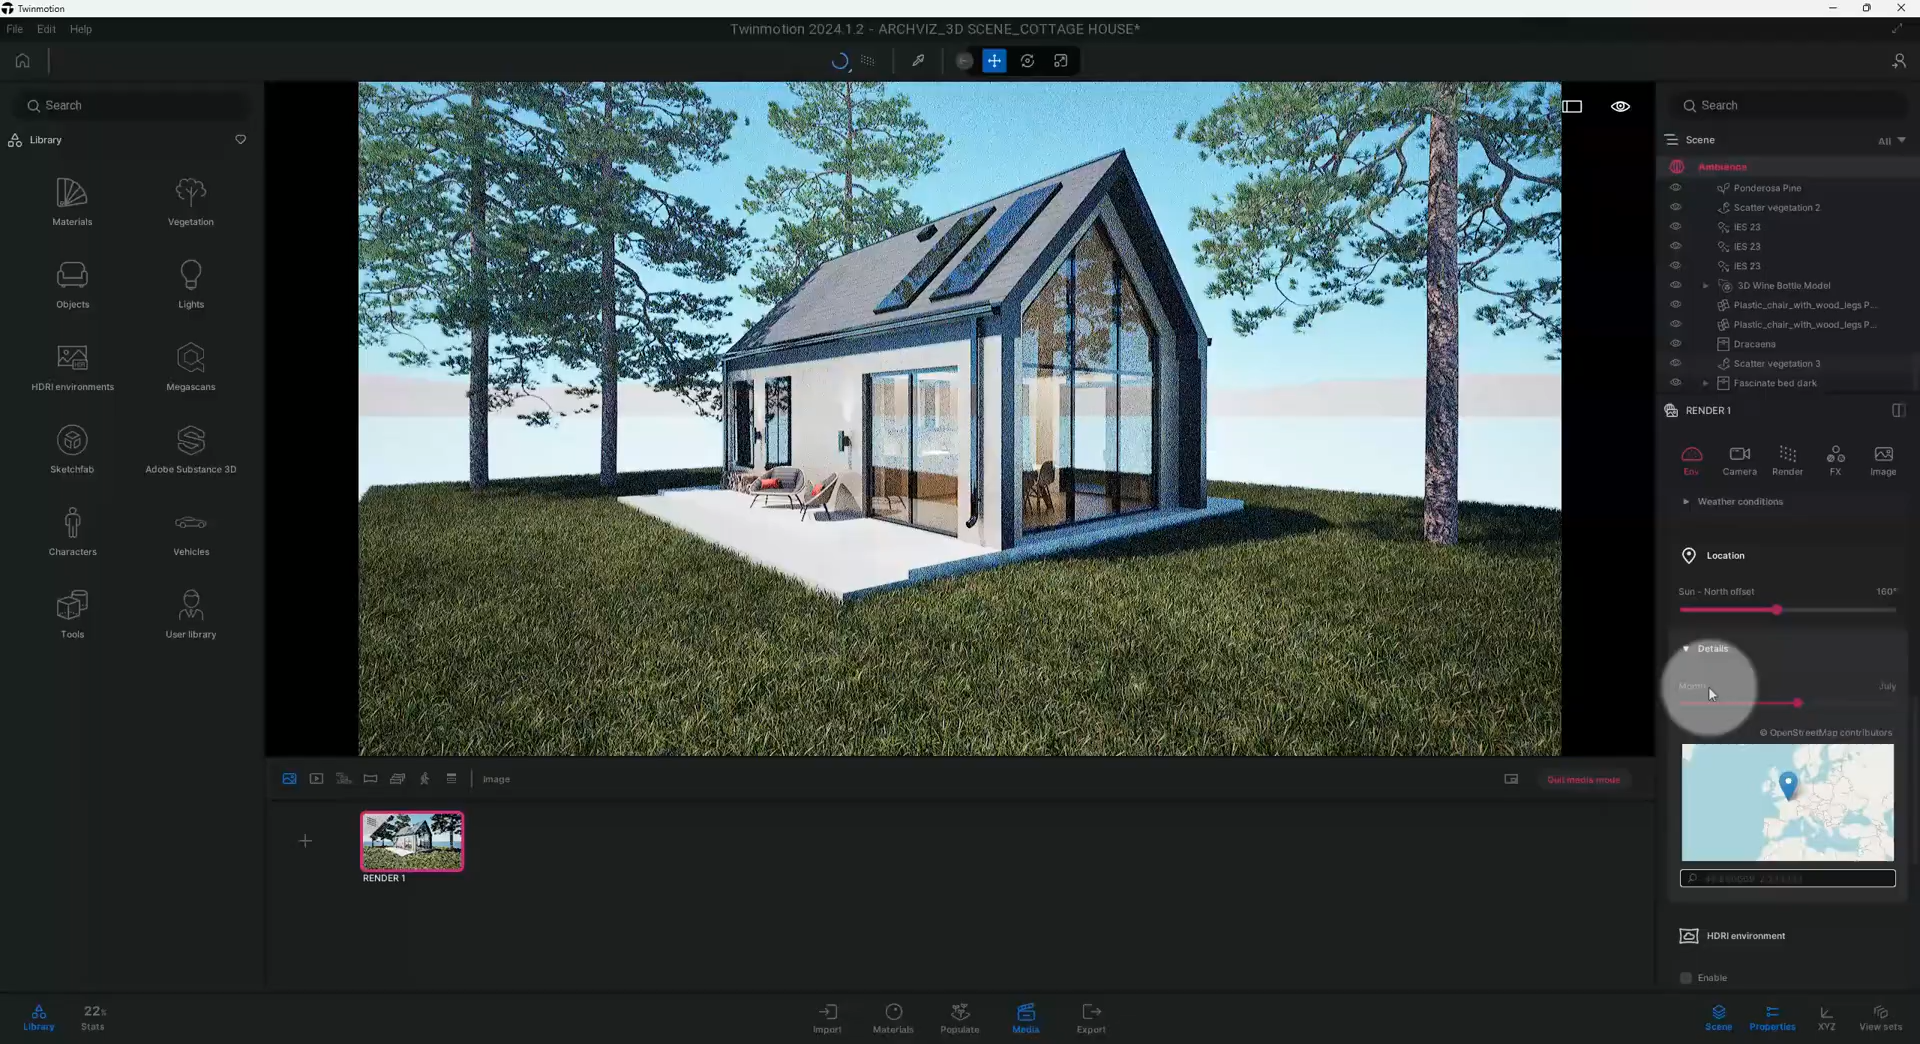 Twinmotion
File Edit Help
Twinmotion 2024.1.2 - ARCHVIZ_3D SCENE_COTTAGE HOUSE*
Search
Library
Materials Vegetation
Objects Lights
HDRI environments Megascans
Sketchfab Adobe Substance 3D
Characters Vehicles
Tools User library
Search
Scene All
Ambiance
Ponderosa Pine
Scatter vegetation 2
IES 23
IES 23
IES 23
3D Wine Bottle Model
Plastic_chair_with_wood_legs P...
Plastic_chair_with_wood_legs P...
Dracaena
Scatter vegetation 3
Fascinate bed dark
RENDER 1
Env Camera Render FX Image
Weather conditions
Location
Sun - North offset 160°
Details
Month July
© OpenStreetMap contributors
HDRI environment
Enable
Image
Quit media mode
RENDER 1
Library
22%
Stats
Import Materials Populate Media Export
Scene Properties XYZ View sets